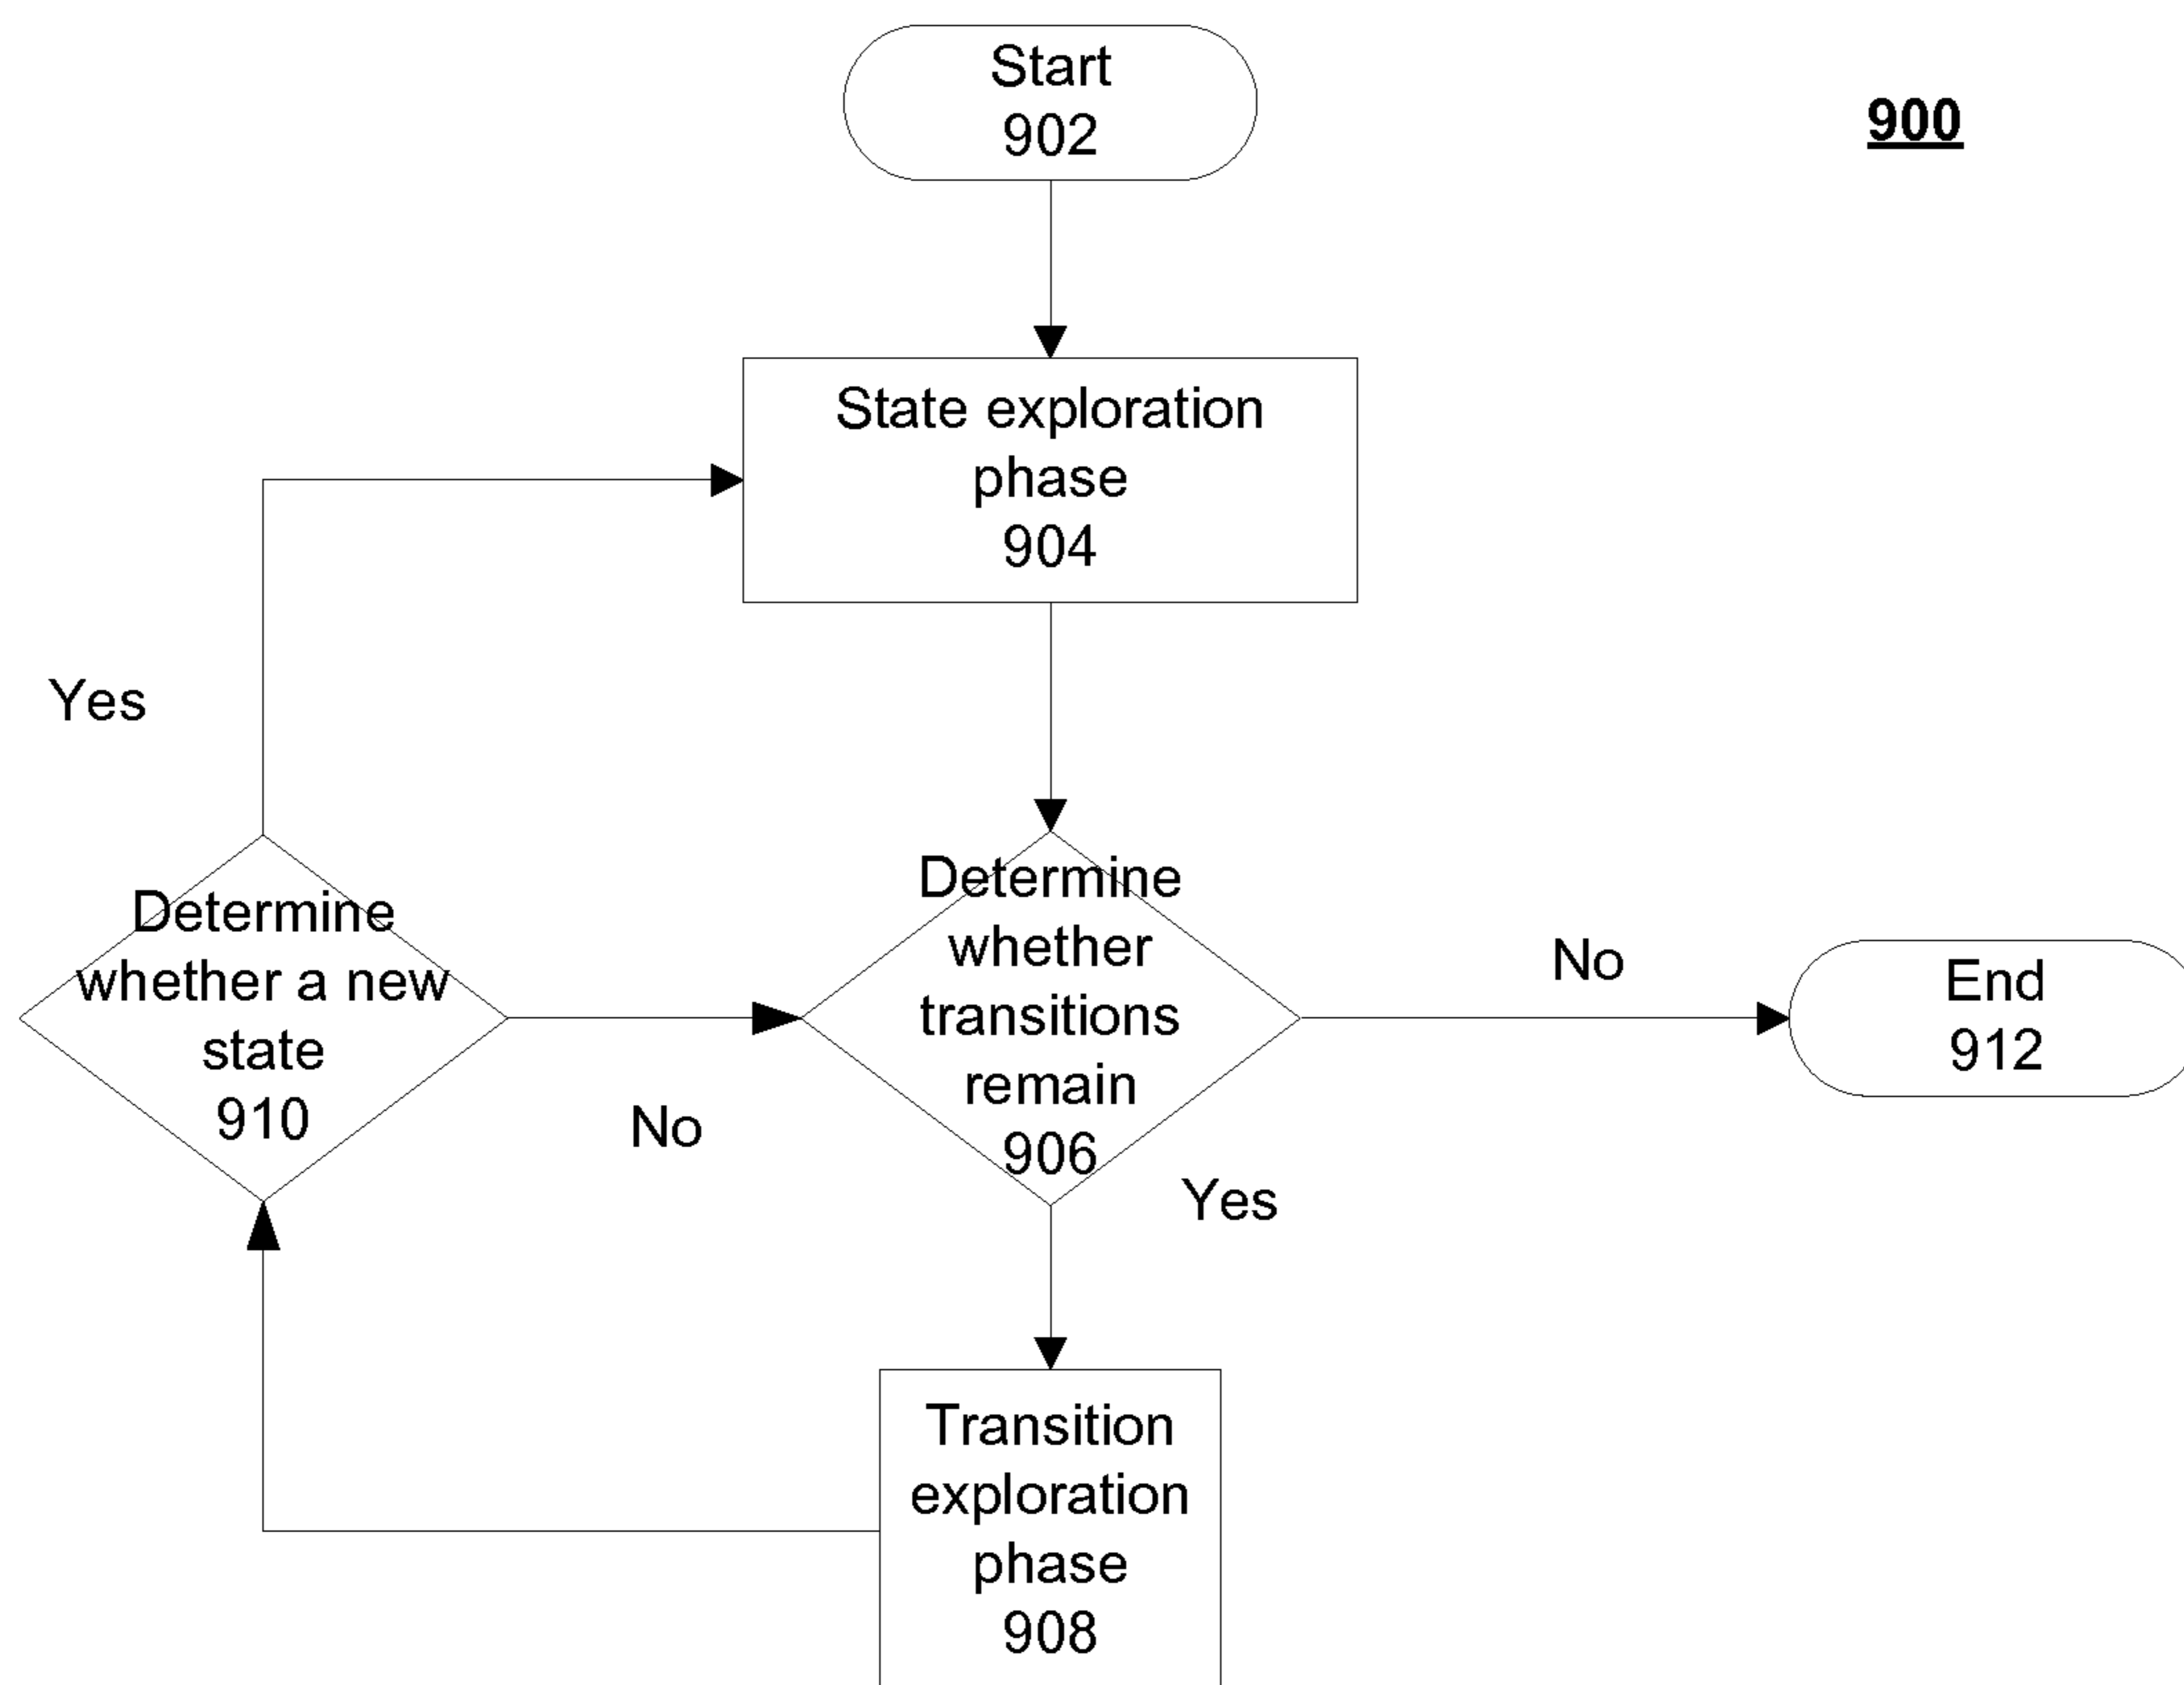 Start
902
900
State exploration
phase
904
Yes
Determine
whether a new
state
910
No
Determine
whether
transitions
remain
906
No
End
912
Yes
Transition
exploration
phase
908